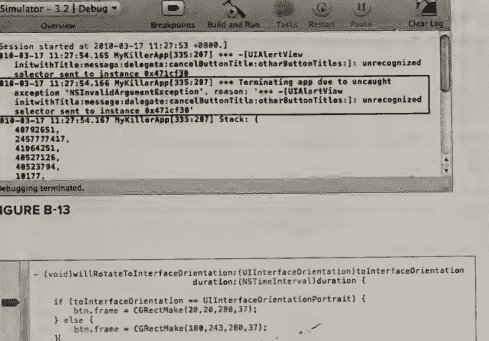 Simulator - 3.2 | Debug
Overview Breakpoints Build and Run Tasks Restart Pause Clear Log
Session started at 2010-03-17 11:27:53 +0800.]
010-03-17 11:27:54.165 MyKillerApp[335:207] *** -[UIAlertView
initwithTitle:message:delegate:cancelButtonTitle:otherButtonTitles:]: unrecognized
selector sent to instance 0x471cf30
010-03-17 11:27:54.166 MyKillerApp[335:207] *** Terminating app due to uncaught
exception 'NSInvalidArgumentException', reason: '*** -[UIAlertView
initwithTitle:message:delegate:cancelButtonTitle:otherButtonTitles:]: unrecognized
selector sent to instance 0x471cf30'
010-03-17 11:27:54.167 MyKillerApp[335:207] Stack: (
40792651,
2457777417,
41064251,
40527126,
40523794,
10177,
Debugging terminated.
IGURE B-13
- (void)willRotateToInterfaceOrientation:(UIInterfaceOrientation)toInterfaceOrientation
duration:(NSTimeInterval)duration {
if (toInterfaceOrientation == UIInterfaceOrientationPortrait) {
btn.frame = CGRectMake(20,20,280,37);
} else {
btn.frame = CGRectMake(180,243,280,37);
}